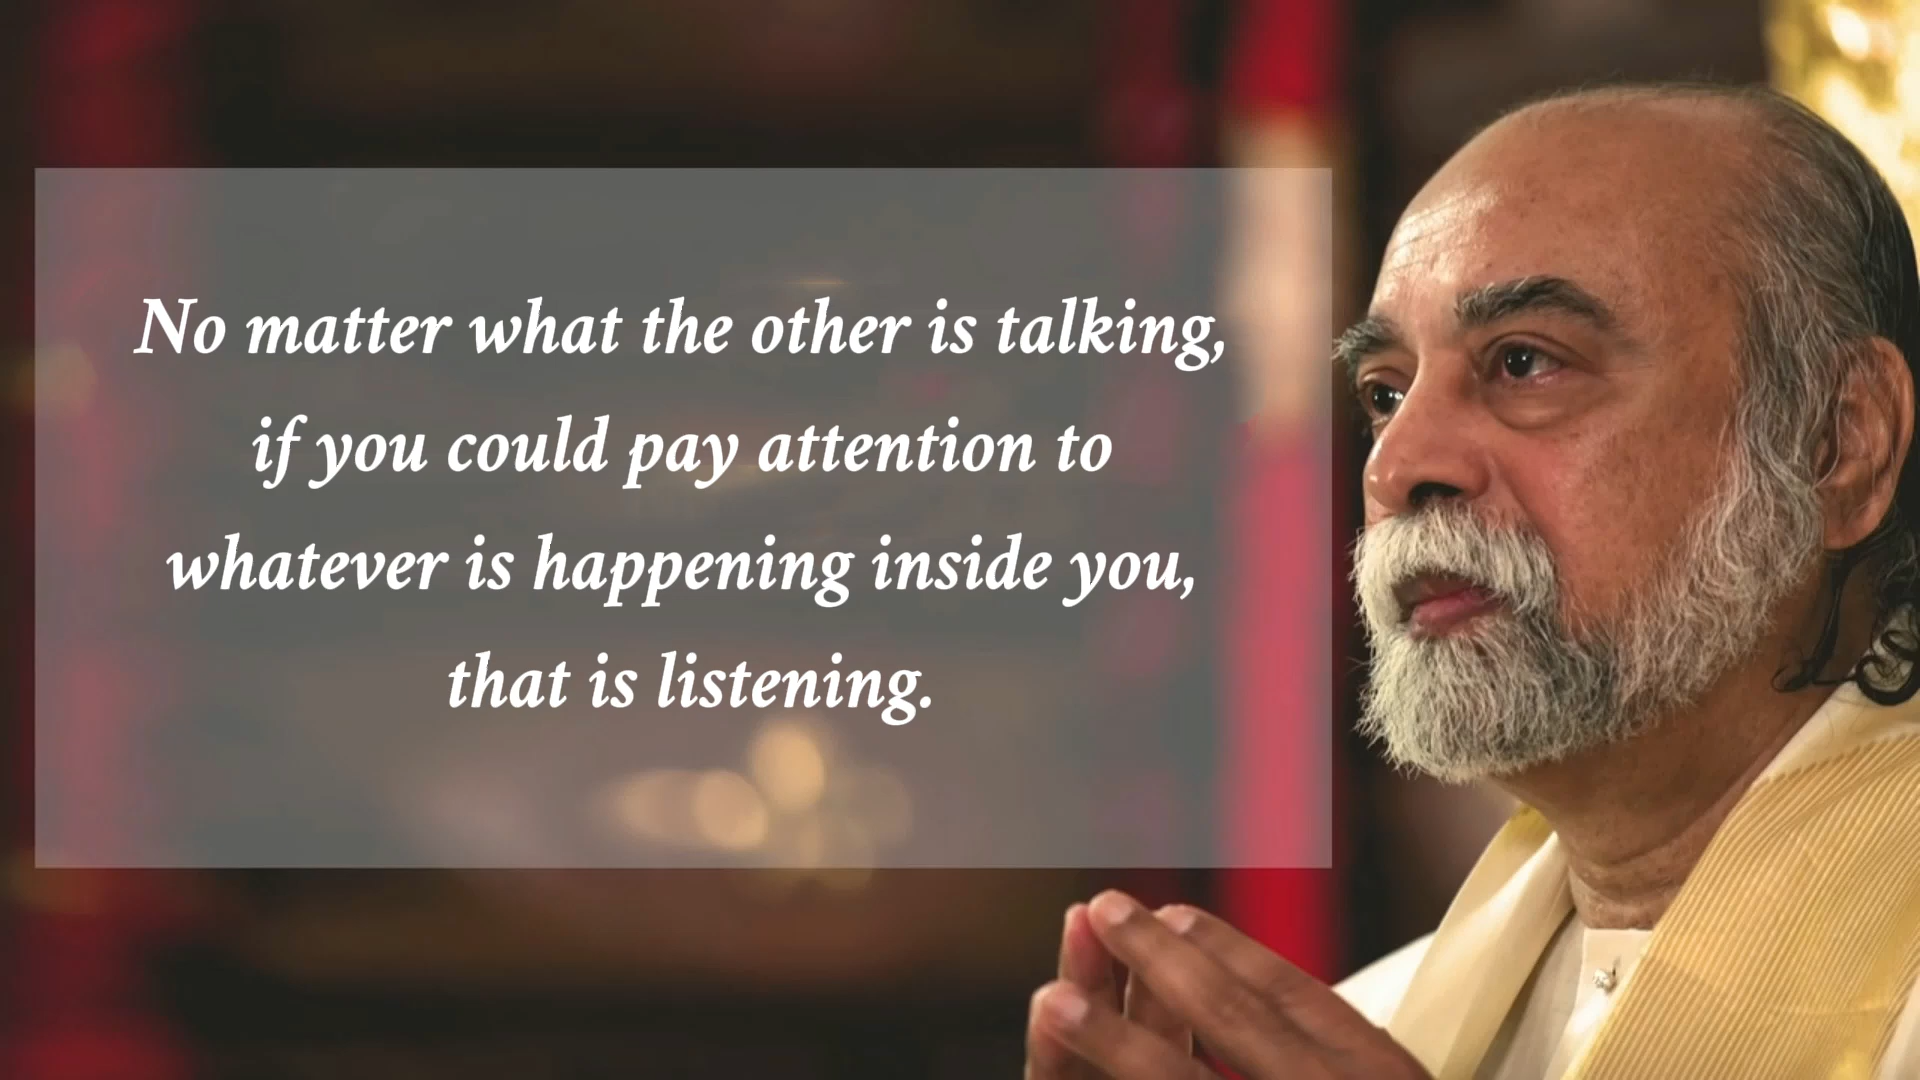 No matter what the other is talking,
if you could pay attention to
whatever is happening inside you,
that is listening.